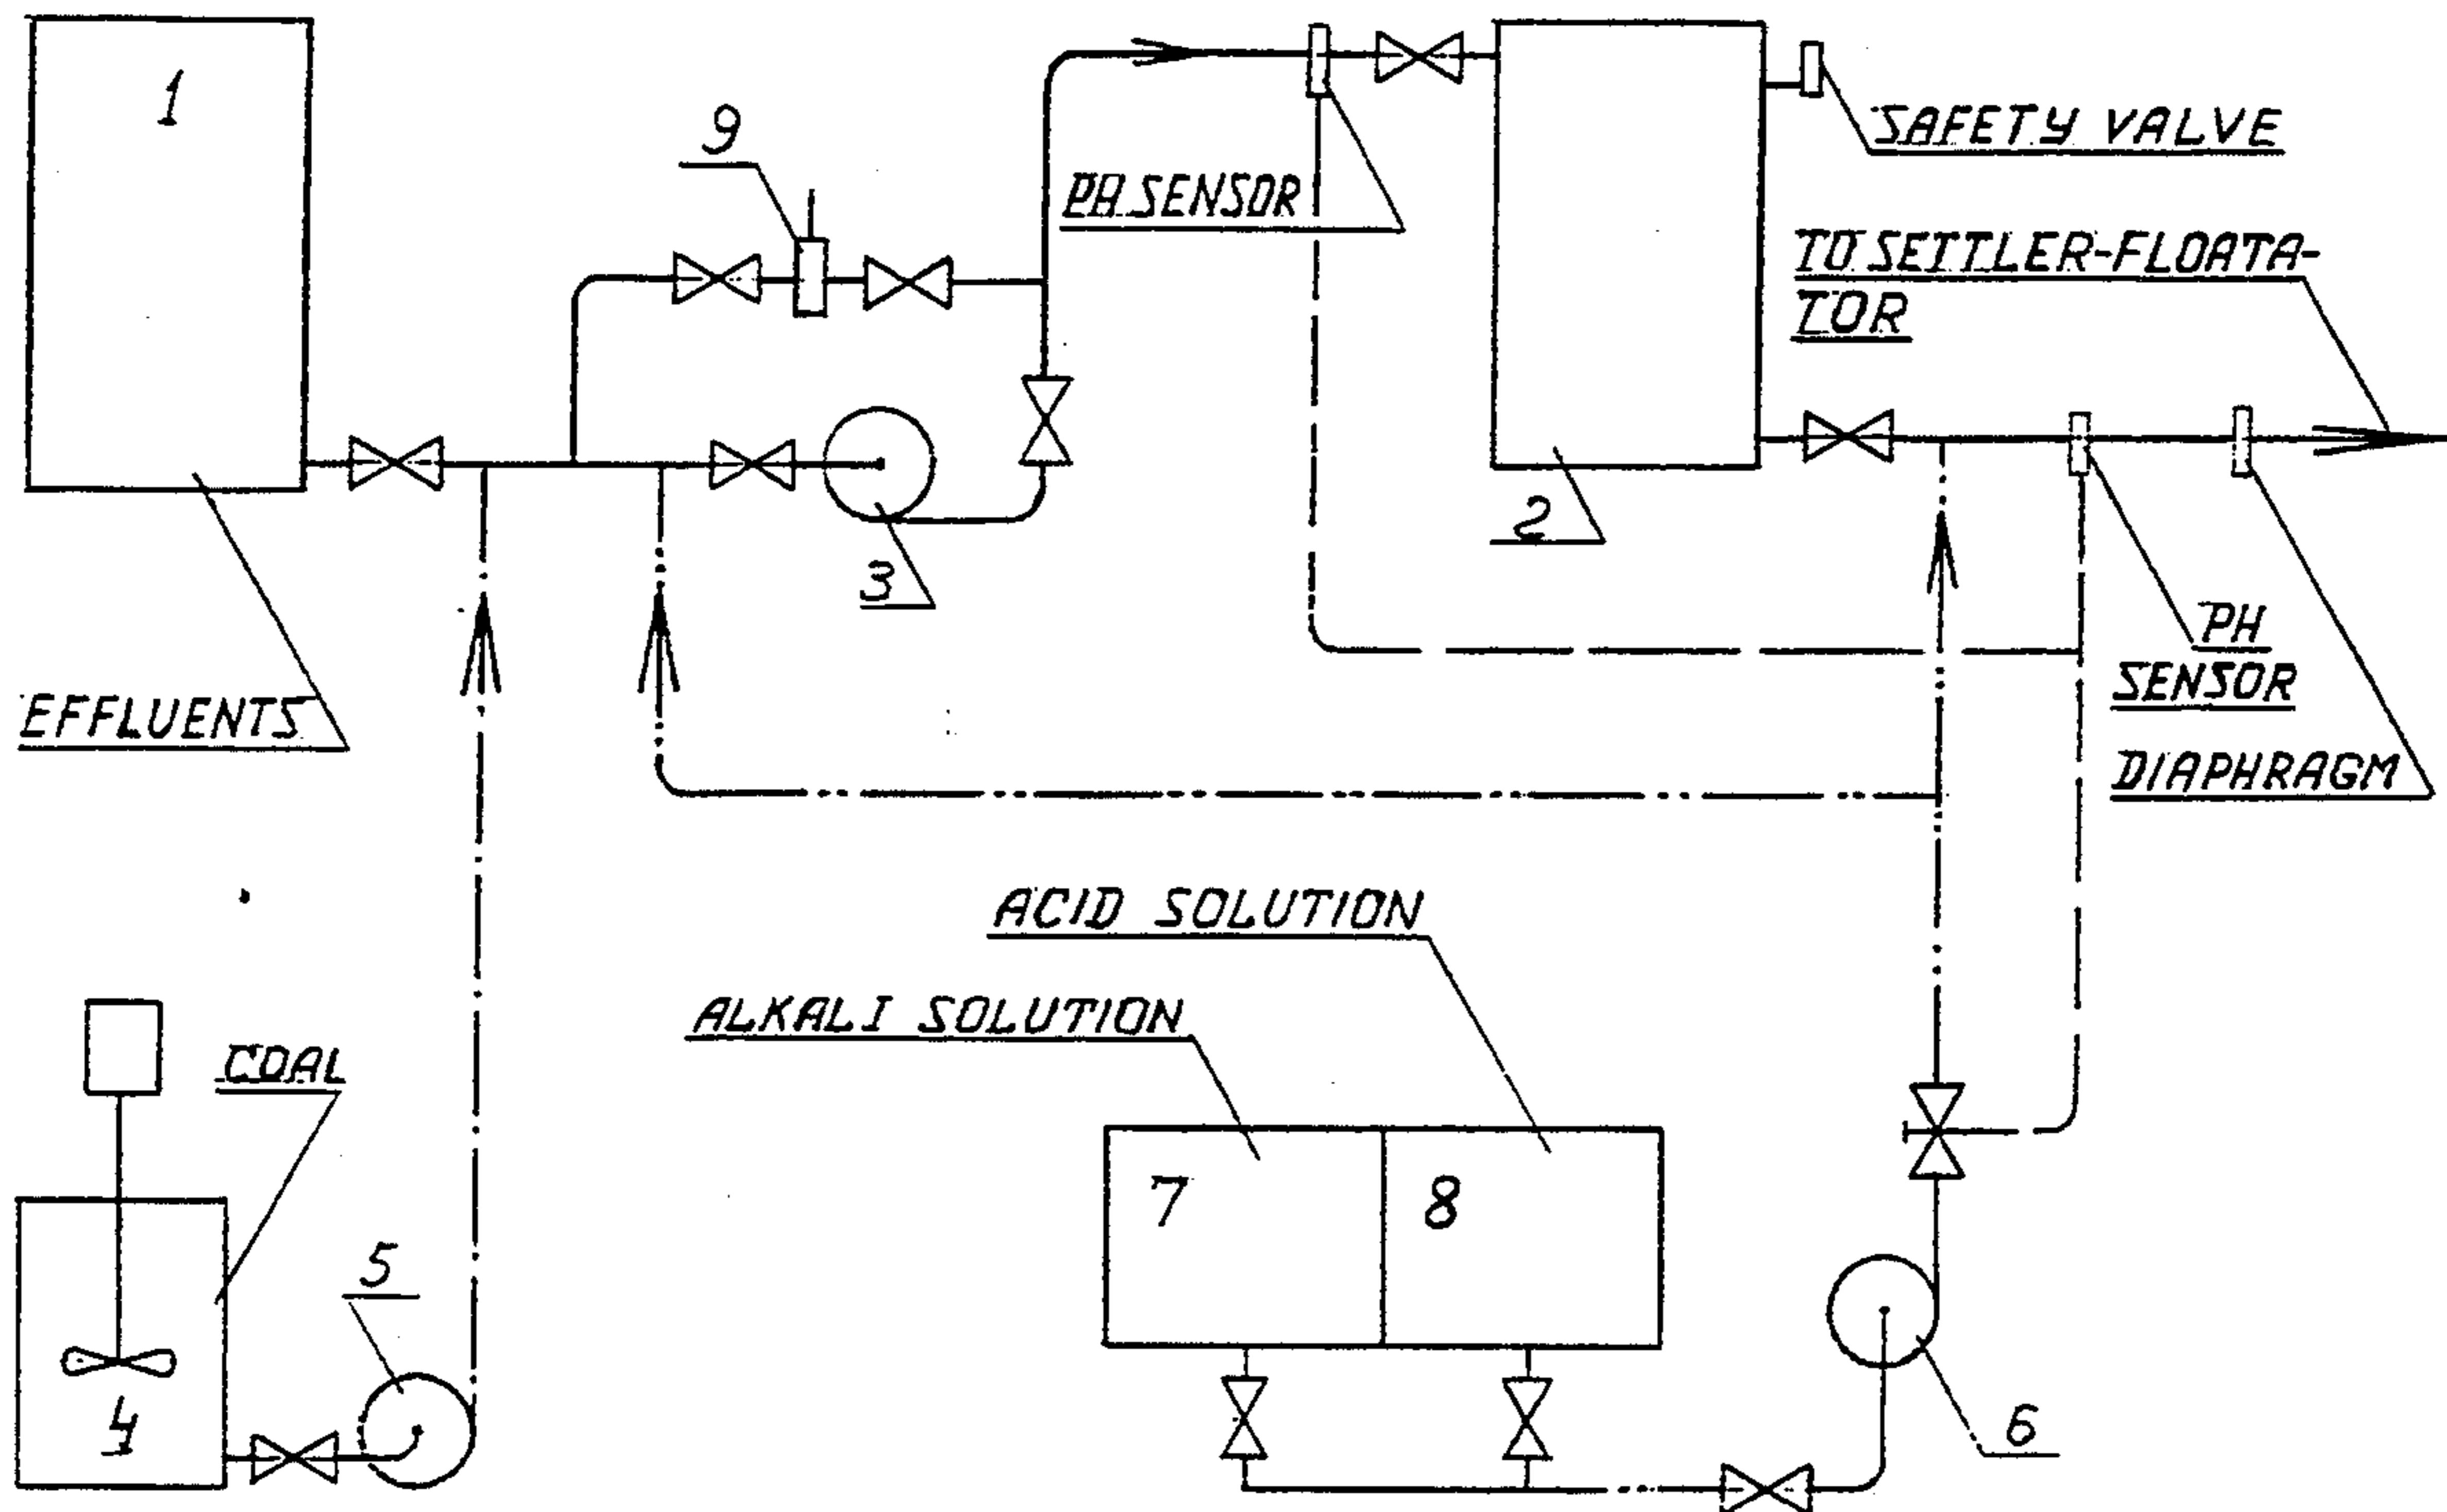 1
9
SAFETY VALVE
PH SENSOR
TO SETTLER-FLOATA-
TOR
2
3
PH
SENSOR
EFFLUENTS
DIAPHRAGM
ACID SOLUTION
ALKALI SOLUTION
COAL
7
8
5
4
6